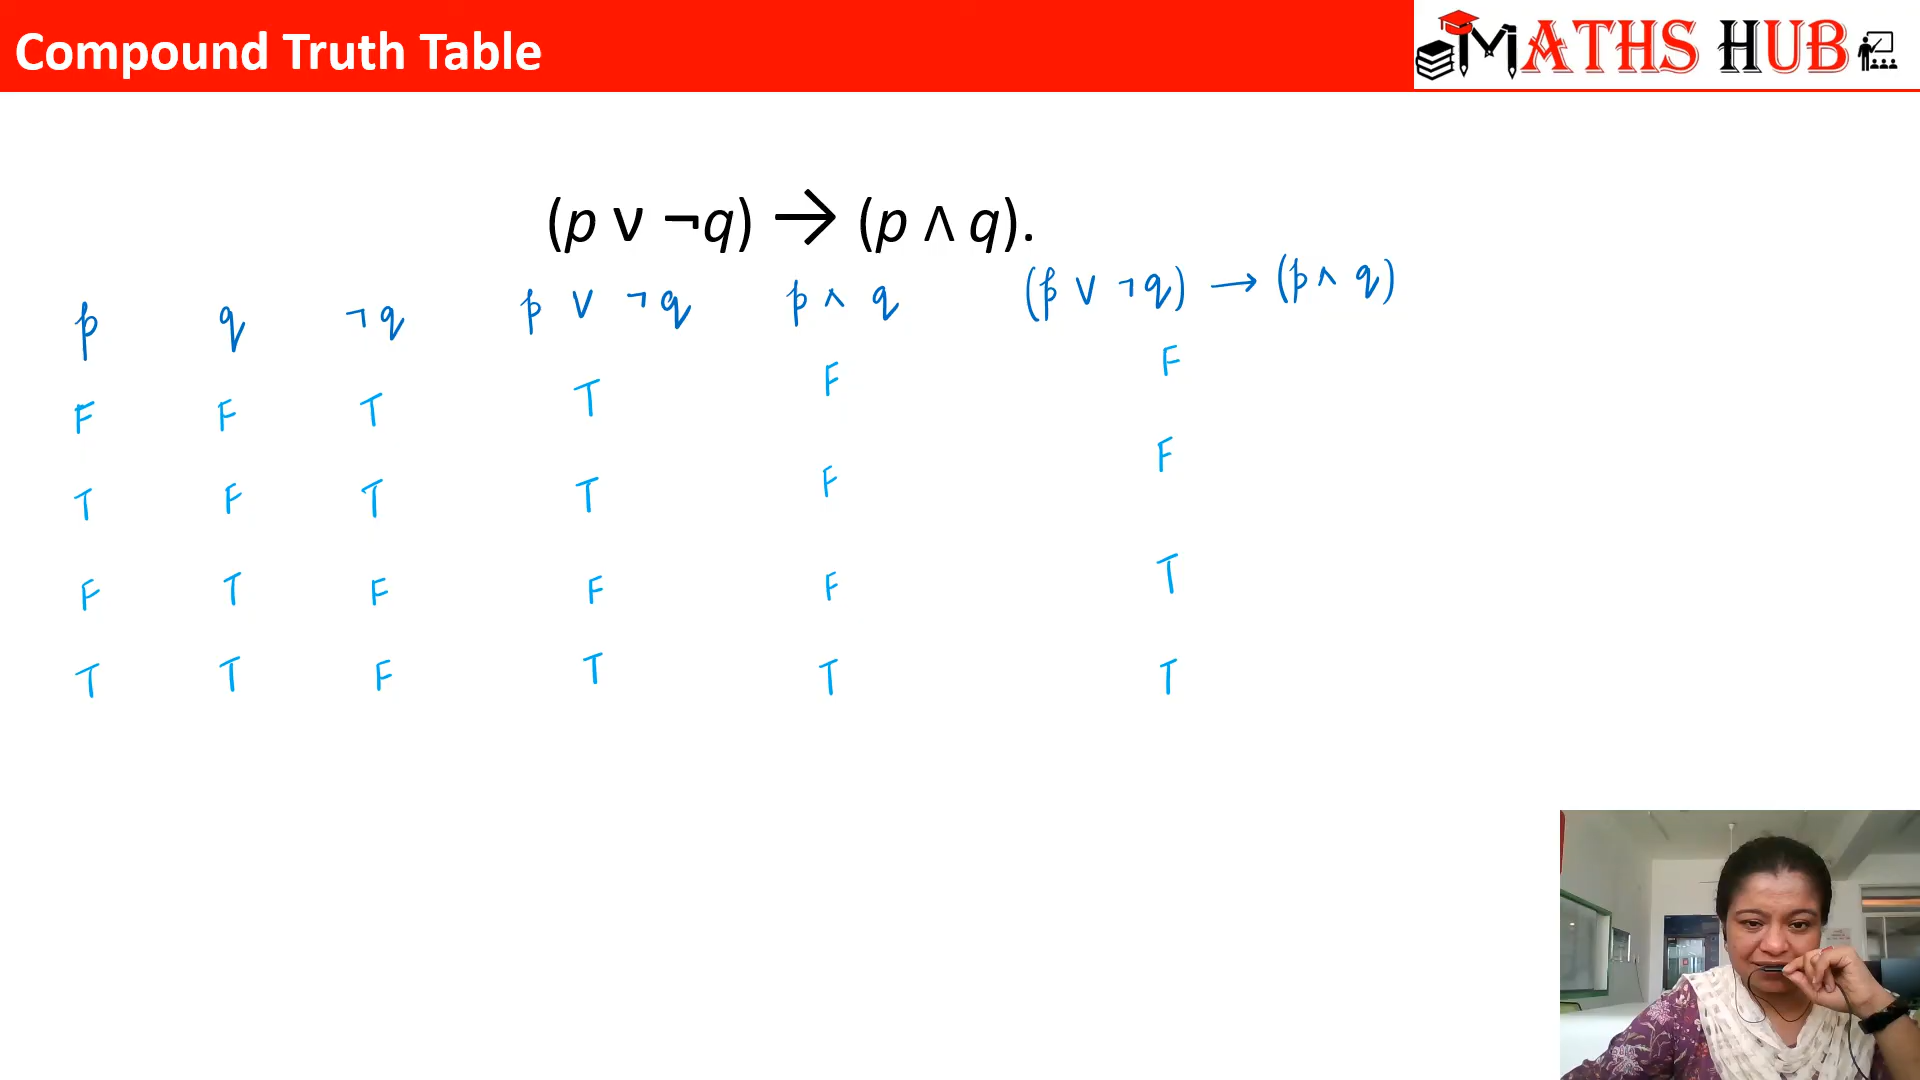 Compound Truth Table
MATHS HUB
(p ∨ ¬q) → (p ∧ q).
p q ¬q p ∨ ¬q p ∧ q (p ∨ ¬q) → (p ∧ q)
F F T T F F
T F T T F F
F T F F F T
T T F T T T